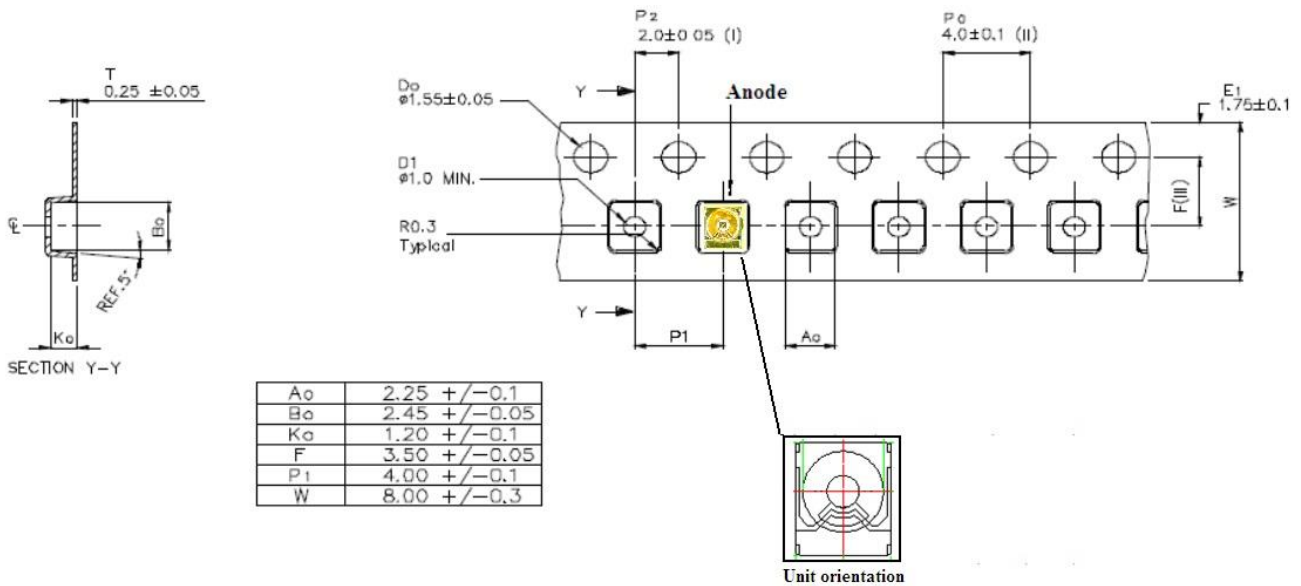 P2
2.0±0.05 (I)
Po
4.0±0.1 (II)
T
0.25 ±0.05
Do
ø1.55±0.05
Y
Anode
E1
1.75±0.1
D1
ø1.0 MIN.
R0.3
Typical
F(III)
W
Bo
REF.5°
Ko
SECTION Y-Y
Y
P1
Ao
Ao 2.25 +/-0.1
Bo 2.45 +/-0.05
Ko 1.20 +/-0.1
F 3.50 +/-0.05
P1 4.00 +/-0.1
W 8.00 +/-0.3
Unit orientation